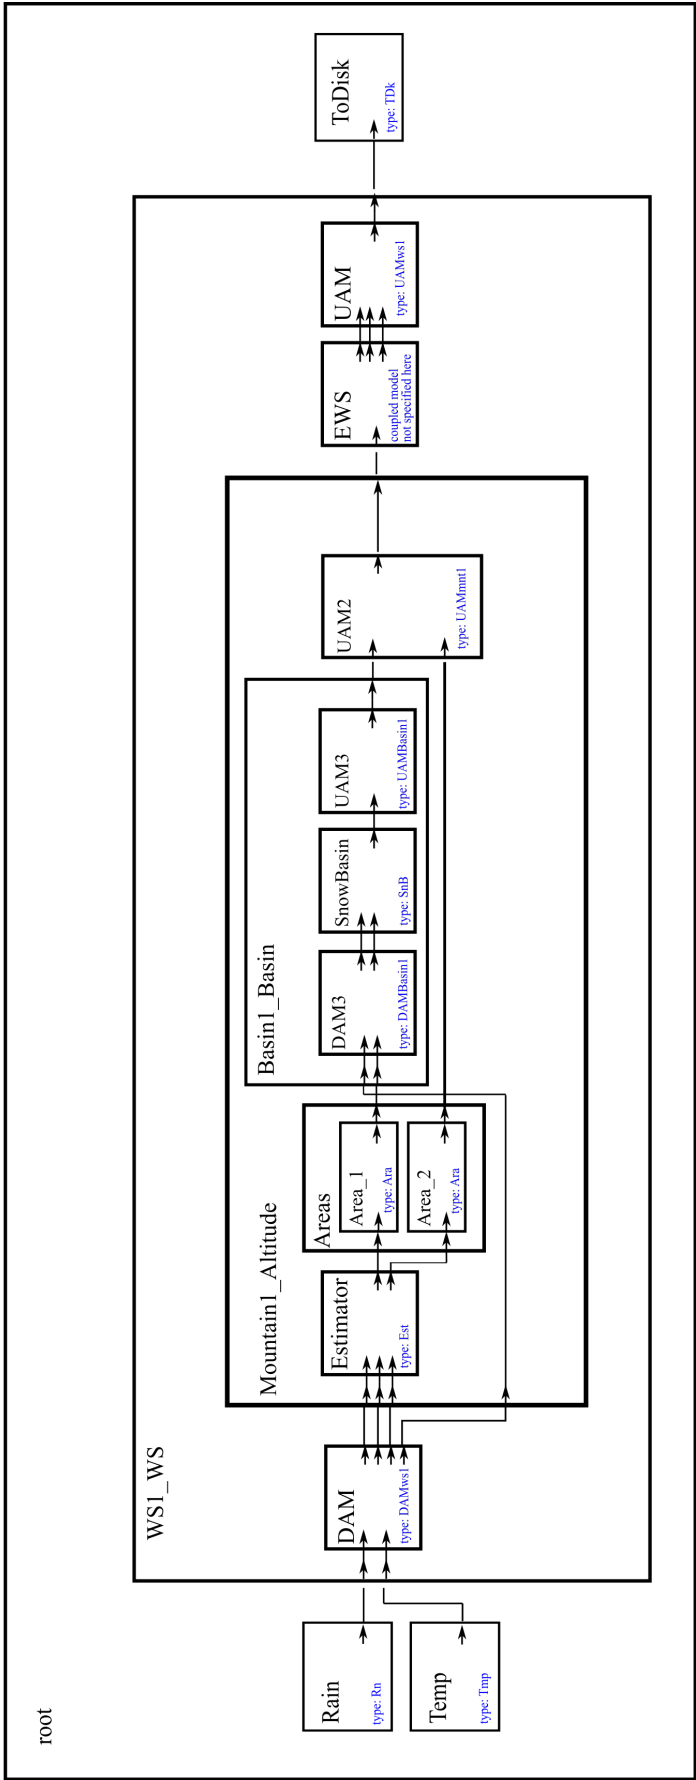 root
Rain
type: Rn
Temp
type: Tmp
WS1_WS
DAM
type: DAMws1
Mountain1_Altitude
Estimator
type: Est
Areas
Area_1
type: Ara
Area_2
type: Ara
Basin1_Basin
DAM3
type: DAMBasin1
SnowBasin
type: SnB
UAM3
type: UAMBasin1
UAM2
type: UAMmnt1
EWS
coupled model
not specified here
UAM
type: UAMws1
ToDisk
type: TDk